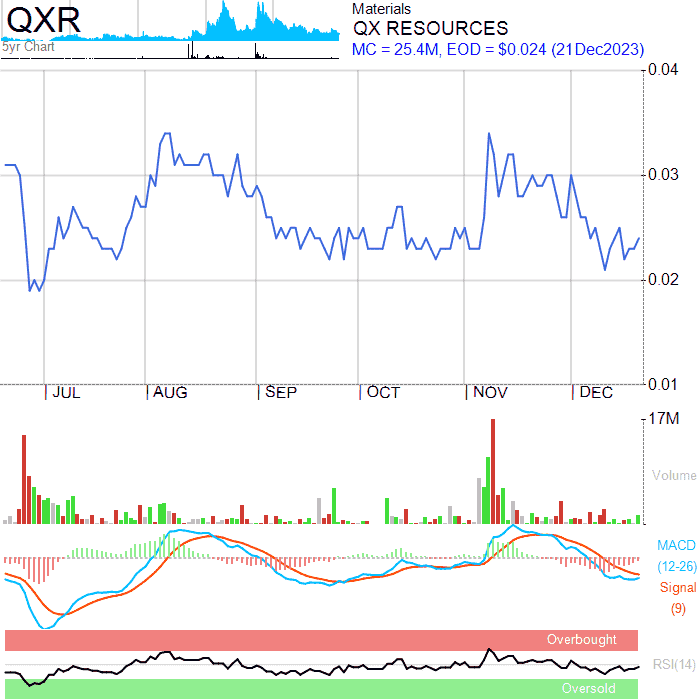 QXR
5yr Chart
Materials
QX RESOURCES
MC = 25.4M, EOD = $0.024 (21Dec2023)
0.04
0.03
0.02
0.01
JUL AUG SEP OCT NOV DEC
17M
Volume
MACD
(12-26)
Signal
(9)
Overbought
RSI(14)
Oversold